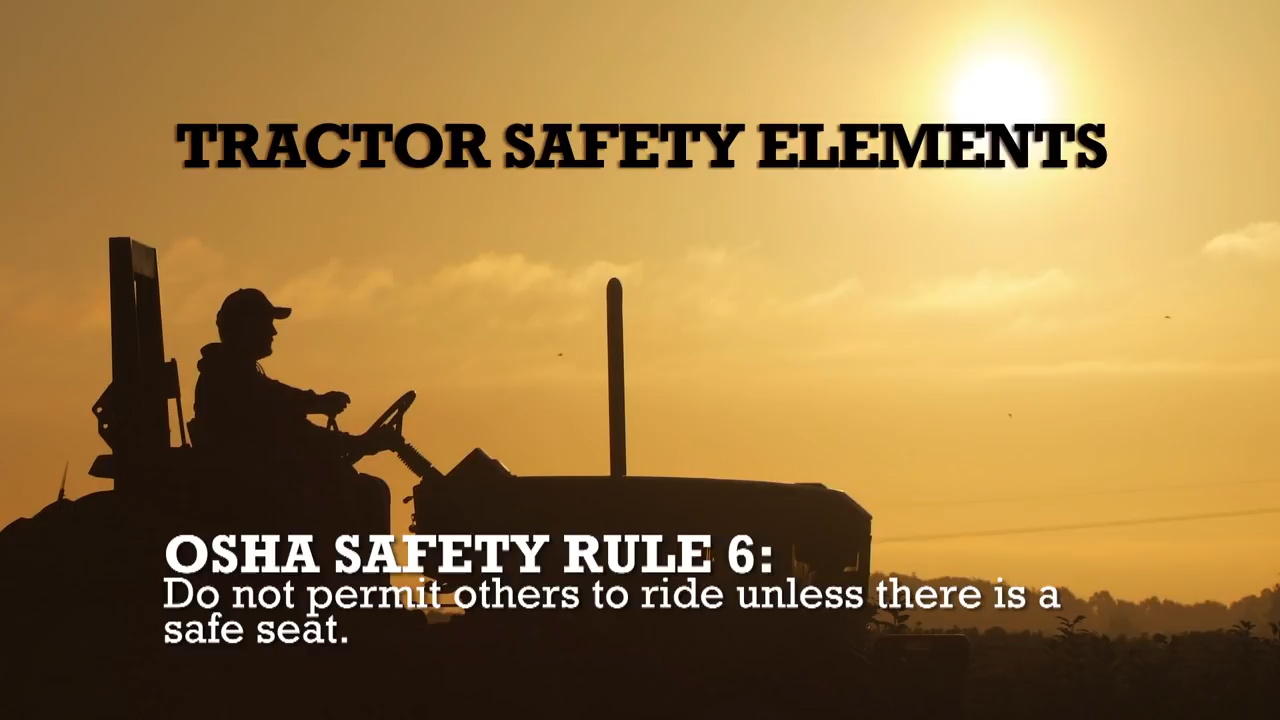 TRACTOR SAFETY ELEMENTS
OSHA SAFETY RULE 6:
Do not permit others to ride unless there is a
safe seat.